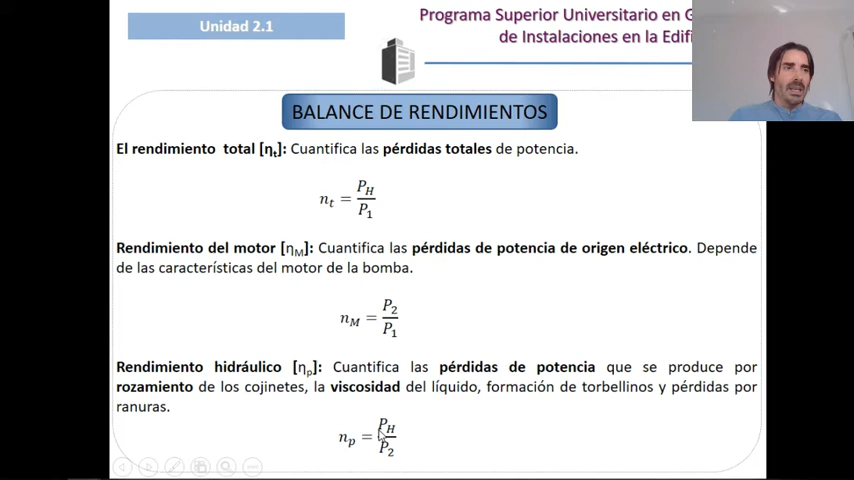 Unidad 2.1
Programa Superior Universitario en G
de Instalaciones en la Edifi
BALANCE DE RENDIMIENTOS
El rendimiento total [ηt]: Cuantifica las pérdidas totales de potencia.
nt = PH / P1
Rendimiento del motor [ηM]: Cuantifica las pérdidas de potencia de origen eléctrico. Depende
de las características del motor de la bomba.
nM = P2 / P1
Rendimiento hidráulico [ηp]: Cuantifica las pérdidas de potencia que se produce por
rozamiento de los cojinetes, la viscosidad del líquido, formación de torbellinos y pérdidas por
ranuras.
np = PH / P2